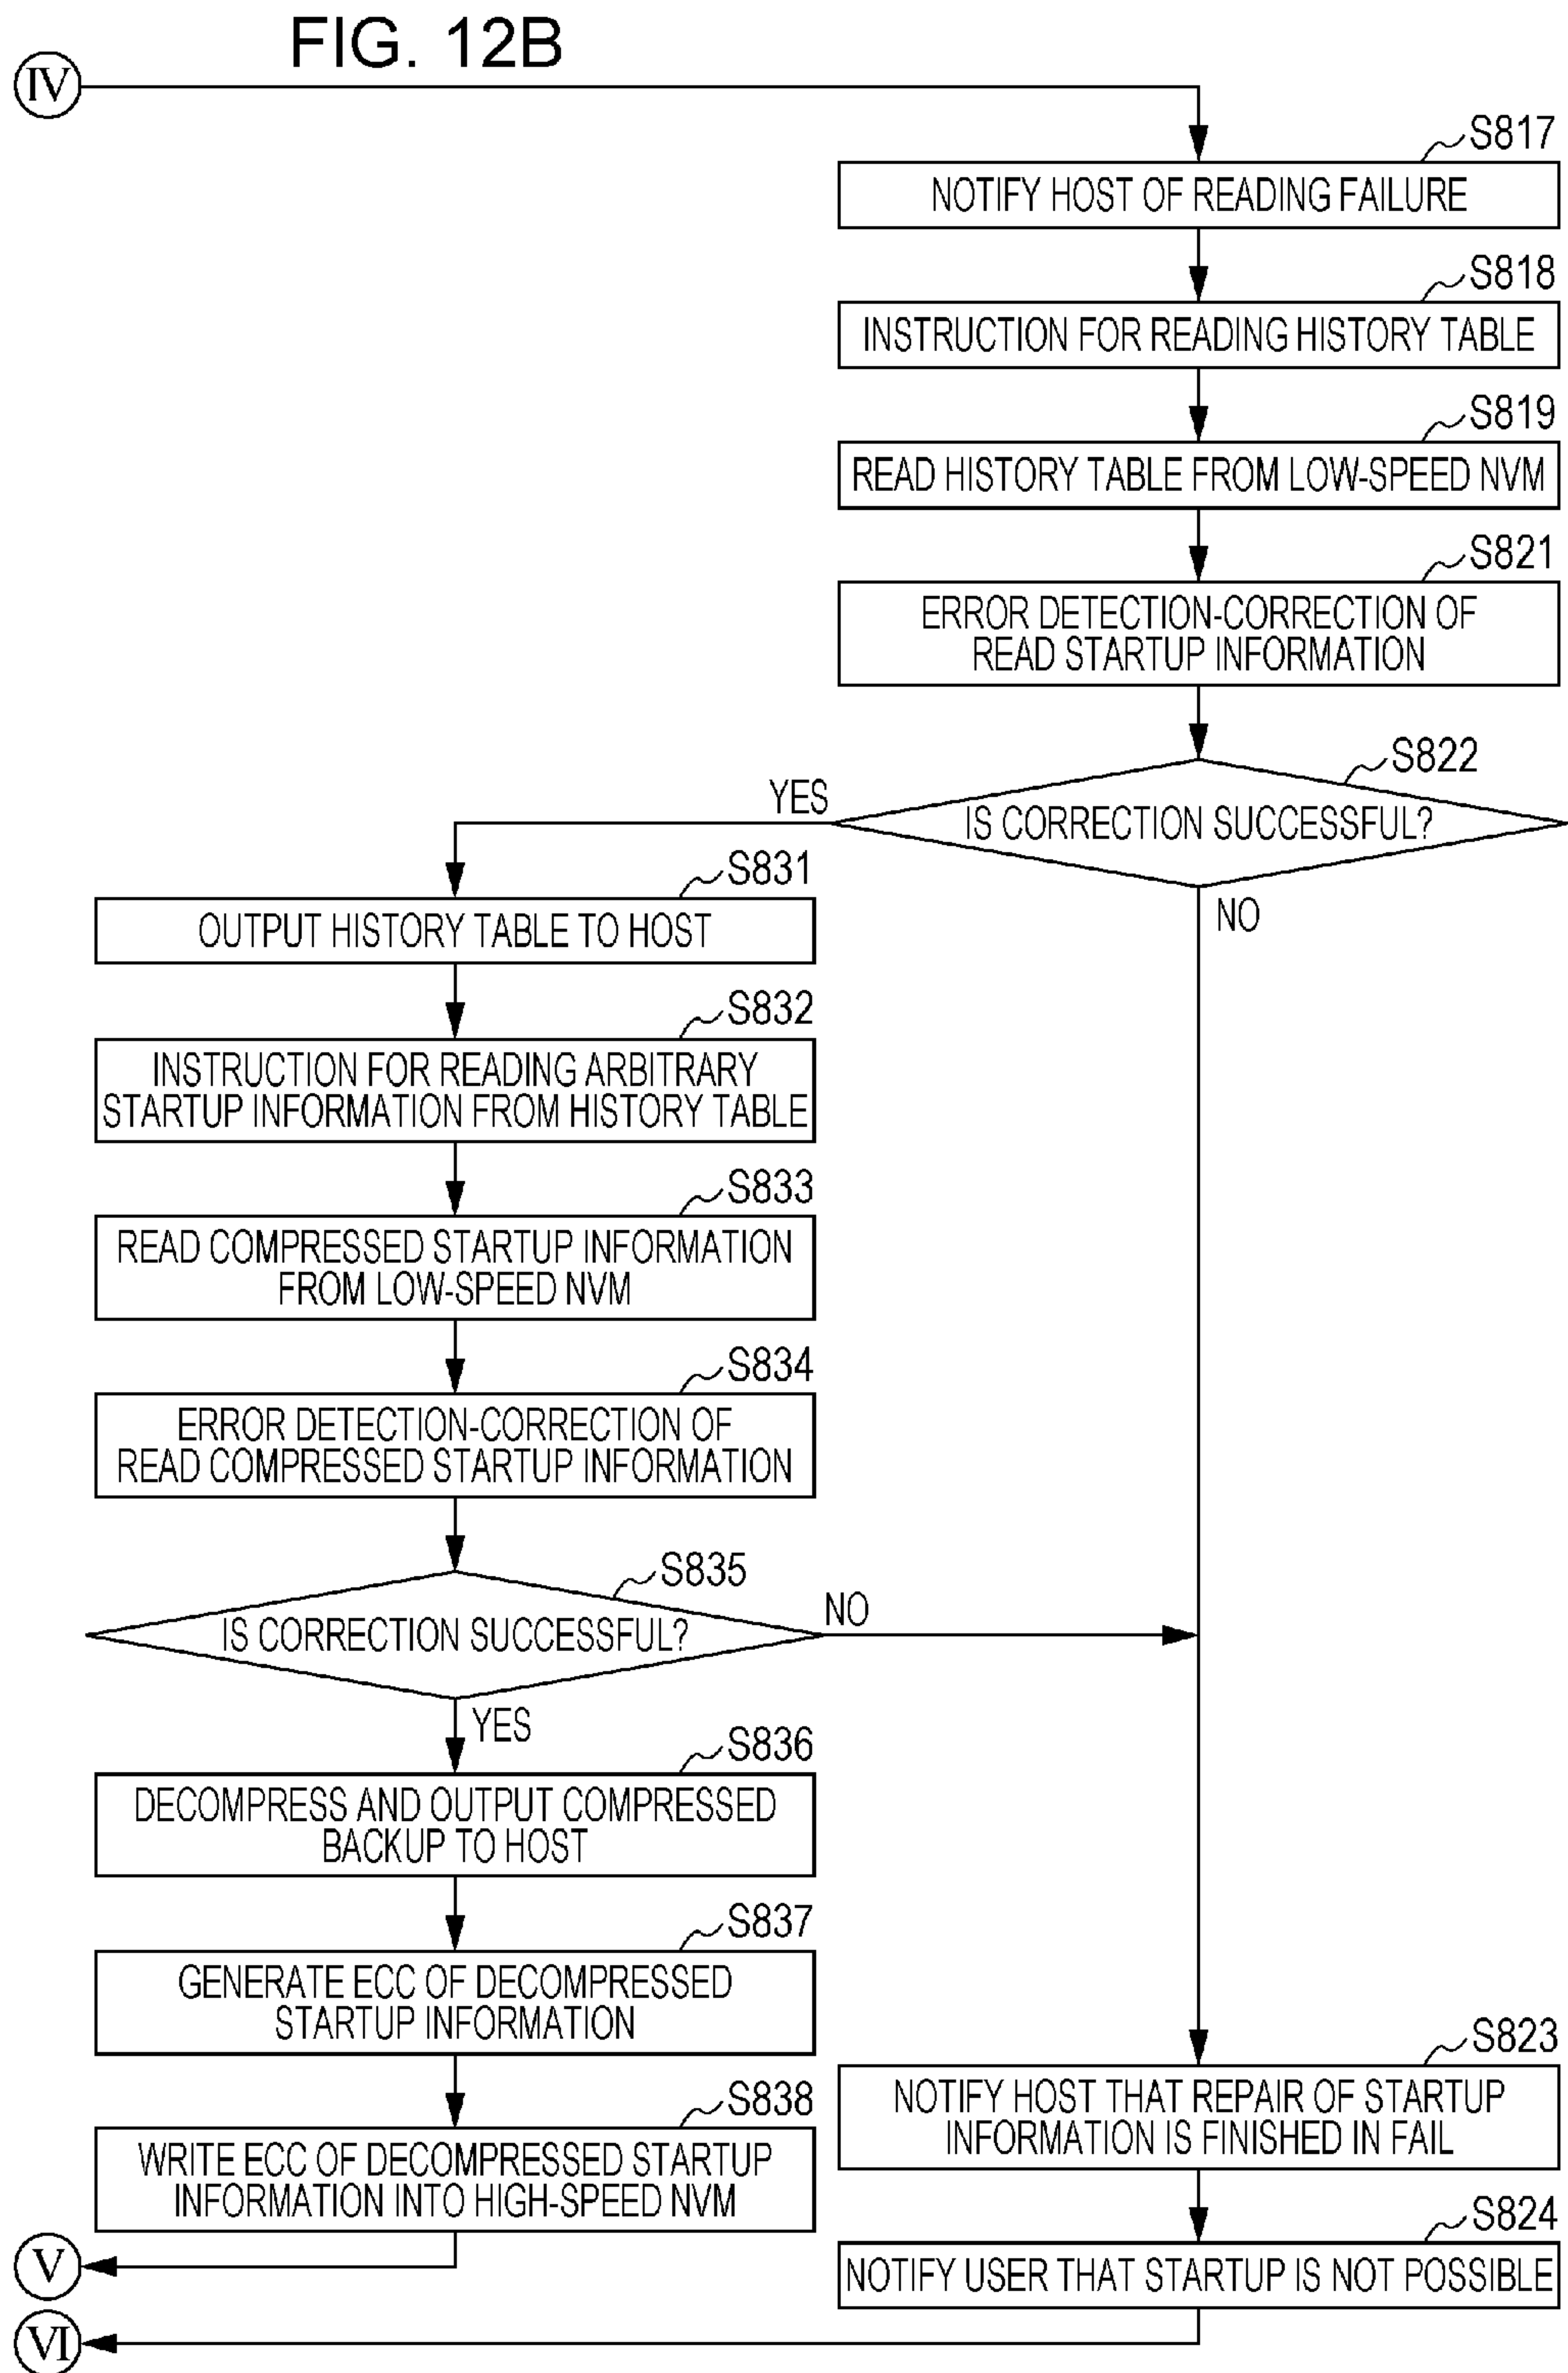 FIG. 12B
IV
S817
NOTIFY HOST OF READING FAILURE
S818
INSTRUCTION FOR READING HISTORY TABLE
S819
READ HISTORY TABLE FROM LOW-SPEED NVM
S821
ERROR DETECTION-CORRECTION OF
READ STARTUP INFORMATION
S822
IS CORRECTION SUCCESSFUL?
YES
NO
S831
OUTPUT HISTORY TABLE TO HOST
S832
INSTRUCTION FOR READING ARBITRARY
STARTUP INFORMATION FROM HISTORY TABLE
S833
READ COMPRESSED STARTUP INFORMATION
FROM LOW-SPEED NVM
S834
ERROR DETECTION-CORRECTION OF
READ COMPRESSED STARTUP INFORMATION
S835
IS CORRECTION SUCCESSFUL?
NO
YES
S836
DECOMPRESS AND OUTPUT COMPRESSED
BACKUP TO HOST
S837
GENERATE ECC OF DECOMPRESSED
STARTUP INFORMATION
S838
WRITE ECC OF DECOMPRESSED STARTUP
INFORMATION INTO HIGH-SPEED NVM
V
S823
NOTIFY HOST THAT REPAIR OF STARTUP
INFORMATION IS FINISHED IN FAIL
S824
NOTIFY USER THAT STARTUP IS NOT POSSIBLE
VI